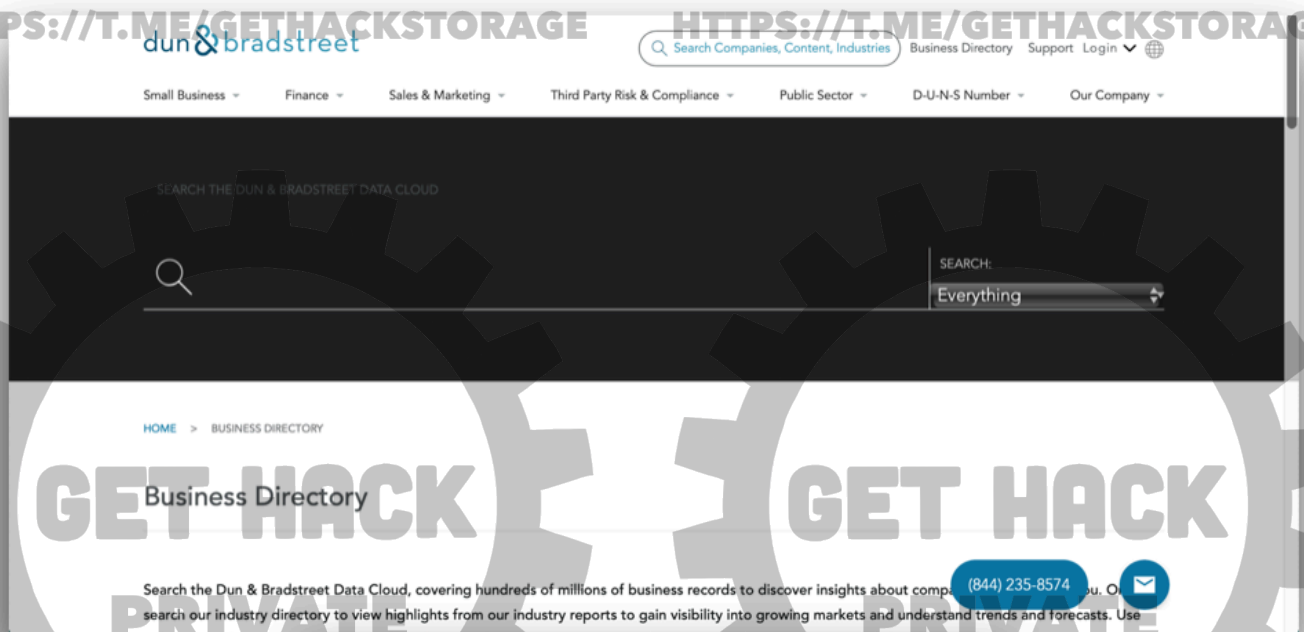 PS://T.ME/GETHACKSTORAGE HTTPS://T.ME/GETHACKSTORAG
dun & bradstreet
Search Companies, Content, Industries
Business Directory Support Login
Small Business Finance Sales & Marketing Third Party Risk & Compliance Public Sector D-U-N-S Number Our Company
SEARCH THE DUN & BRADSTREET DATA CLOUD
SEARCH:
Everything
HOME > BUSINESS DIRECTORY
GET HACK GET HACK
Business Directory
Search the Dun & Bradstreet Data Cloud, covering hundreds of millions of business records to discover insights about comp
(844) 235-8574
ou. O
search our industry directory to view highlights from our industry reports to gain visibility into growing markets and understand trends and forecasts. Use
PRIVATE PRIVATE